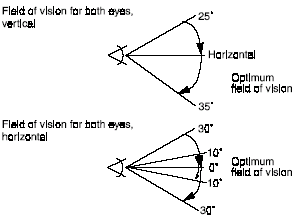 Field of vision for both eyes,
vertical
25°
Horizontal
Optimum
field of vision
35°
Field of vision for both eyes,
horizontal
30°
10°
0°
10°
30°
Optimum
field of vision